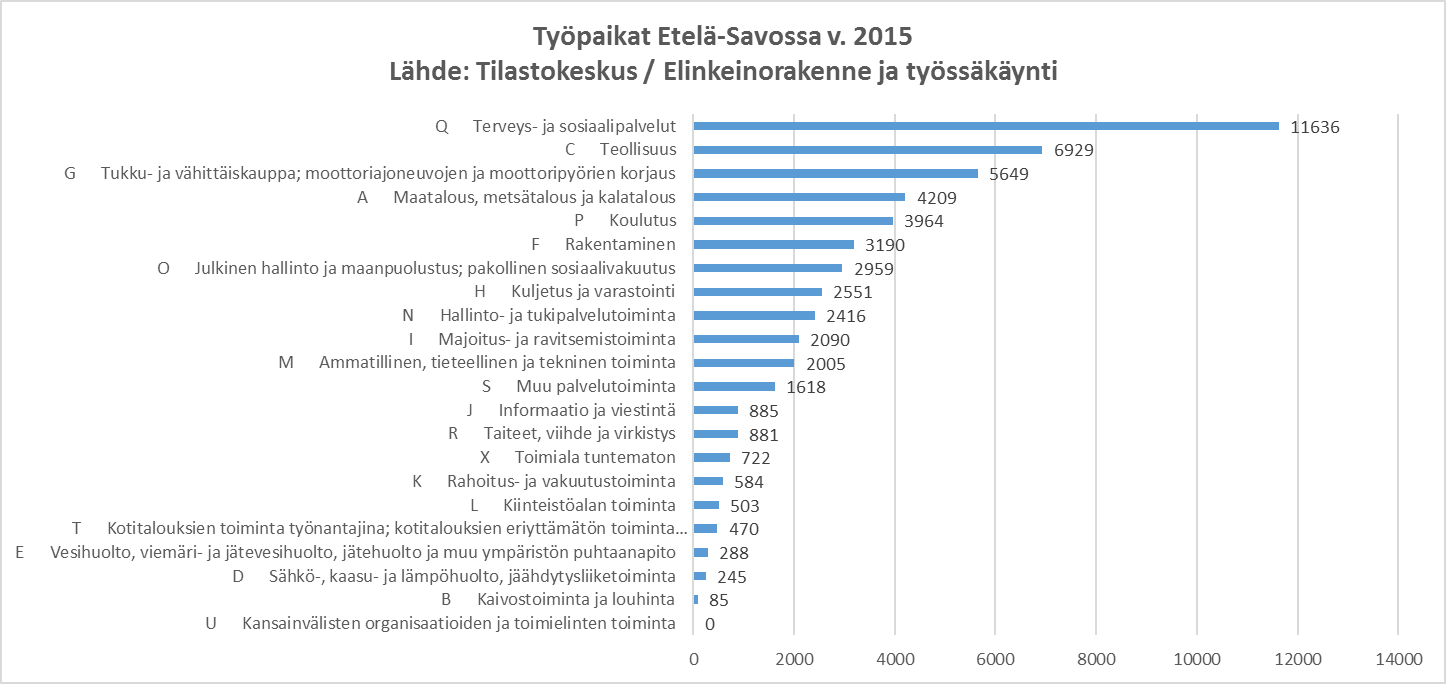 Työpaikat Etelä-Savossa v. 2015
Lähde: Tilastokeskus / Elinkeinorakenne ja työssäkäynti
Q Terveys- ja sosiaalipalvelut 11636
C Teollisuus 6929
G Tukku- ja vähittäiskauppa; moottoriajoneuvojen ja moottoripyörien korjaus 5649
A Maatalous, metsätalous ja kalatalous 4209
P Koulutus 3964
F Rakentaminen 3190
O Julkinen hallinto ja maanpuolustus; pakollinen sosiaalivakuutus 2959
H Kuljetus ja varastointi 2551
N Hallinto- ja tukipalvelutoiminta 2416
I Majoitus- ja ravitsemistoiminta 2090
M Ammatillinen, tieteellinen ja tekninen toiminta 2005
S Muu palvelutoiminta 1618
J Informaatio ja viestintä 885
R Taiteet, viihde ja virkistys 881
X Toimiala tuntematon 722
K Rahoitus- ja vakuutustoiminta 584
L Kiinteistöalan toiminta 503
T Kotitalouksien toiminta työnantajina; kotitalouksien eriyttämätön toiminta… 470
E Vesihuolto, viemäri- ja jätevesihuolto, jätehuolto ja muu ympäristön puhtaanapito 288
D Sähkö-, kaasu- ja lämpöhuolto, jäähdytysliiketoiminta 245
B Kaivostoiminta ja louhinta 85
U Kansainvälisten organisaatioiden ja toimielinten toiminta 0
0 2000 4000 6000 8000 10000 12000 14000